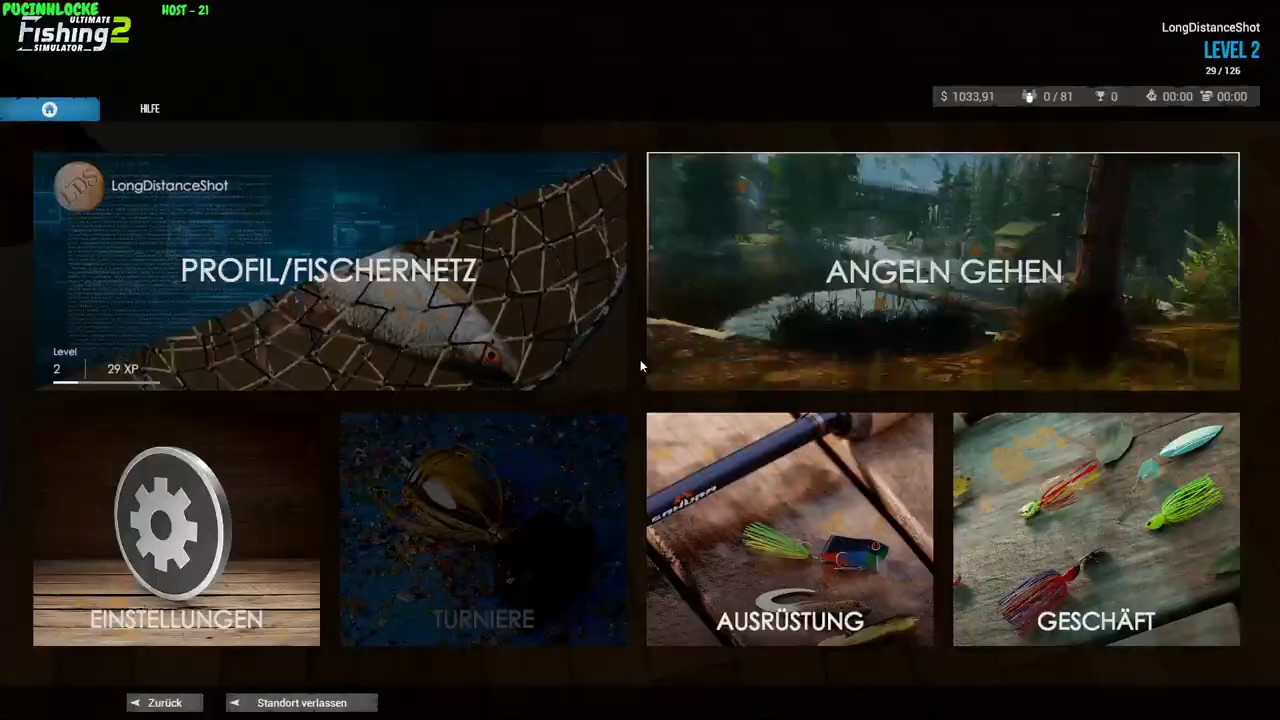 PUCINNLOCKE
HOST - 21
ULTIMATE
Fishing 2
SIMULATOR
LongDistanceShot
LEVEL 2
29 / 126
HILFE
$ 1033,91 0 / 81 0 00:00 00:00
LDS
LongDistanceShot
PROFIL/FISCHERNETZ
Level
2 29 XP
ANGELN GEHEN
EINSTELLUNGEN
TURNIERE
SAKURA
AUSRÜSTUNG
GESCHÄFT
Zurück
Standort verlassen